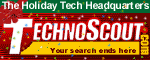 The Holiday Tech Headquarters
TECHNOSCOUT.COM
Your search ends here